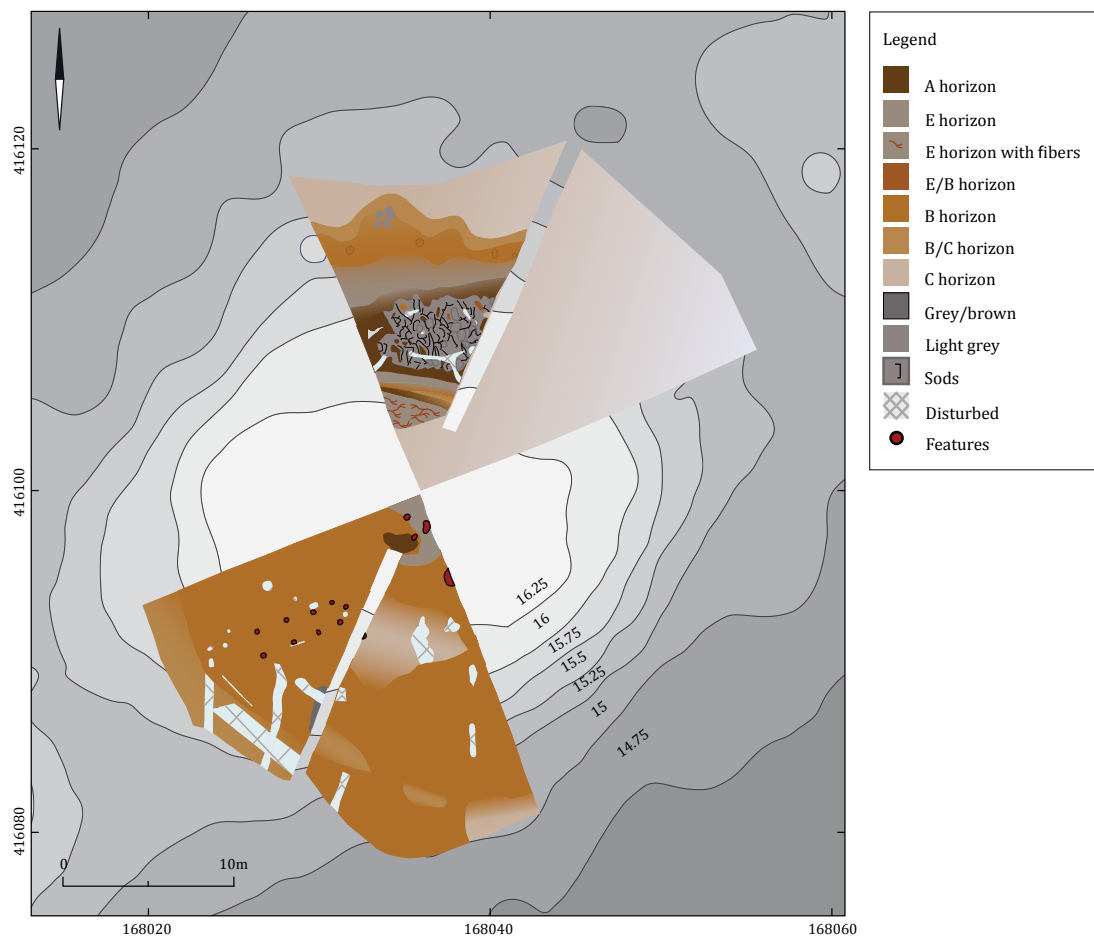 Legend
A horizon
E horizon
E horizon with fibers
E/B horizon
B horizon
B/C horizon
C horizon
Grey/brown
Light grey
Sods
Disturbed
Features
416120
416100
416080
16.25
16
15.75
15.5
15.25
15
14.75
0 10m
168020 168040 168060